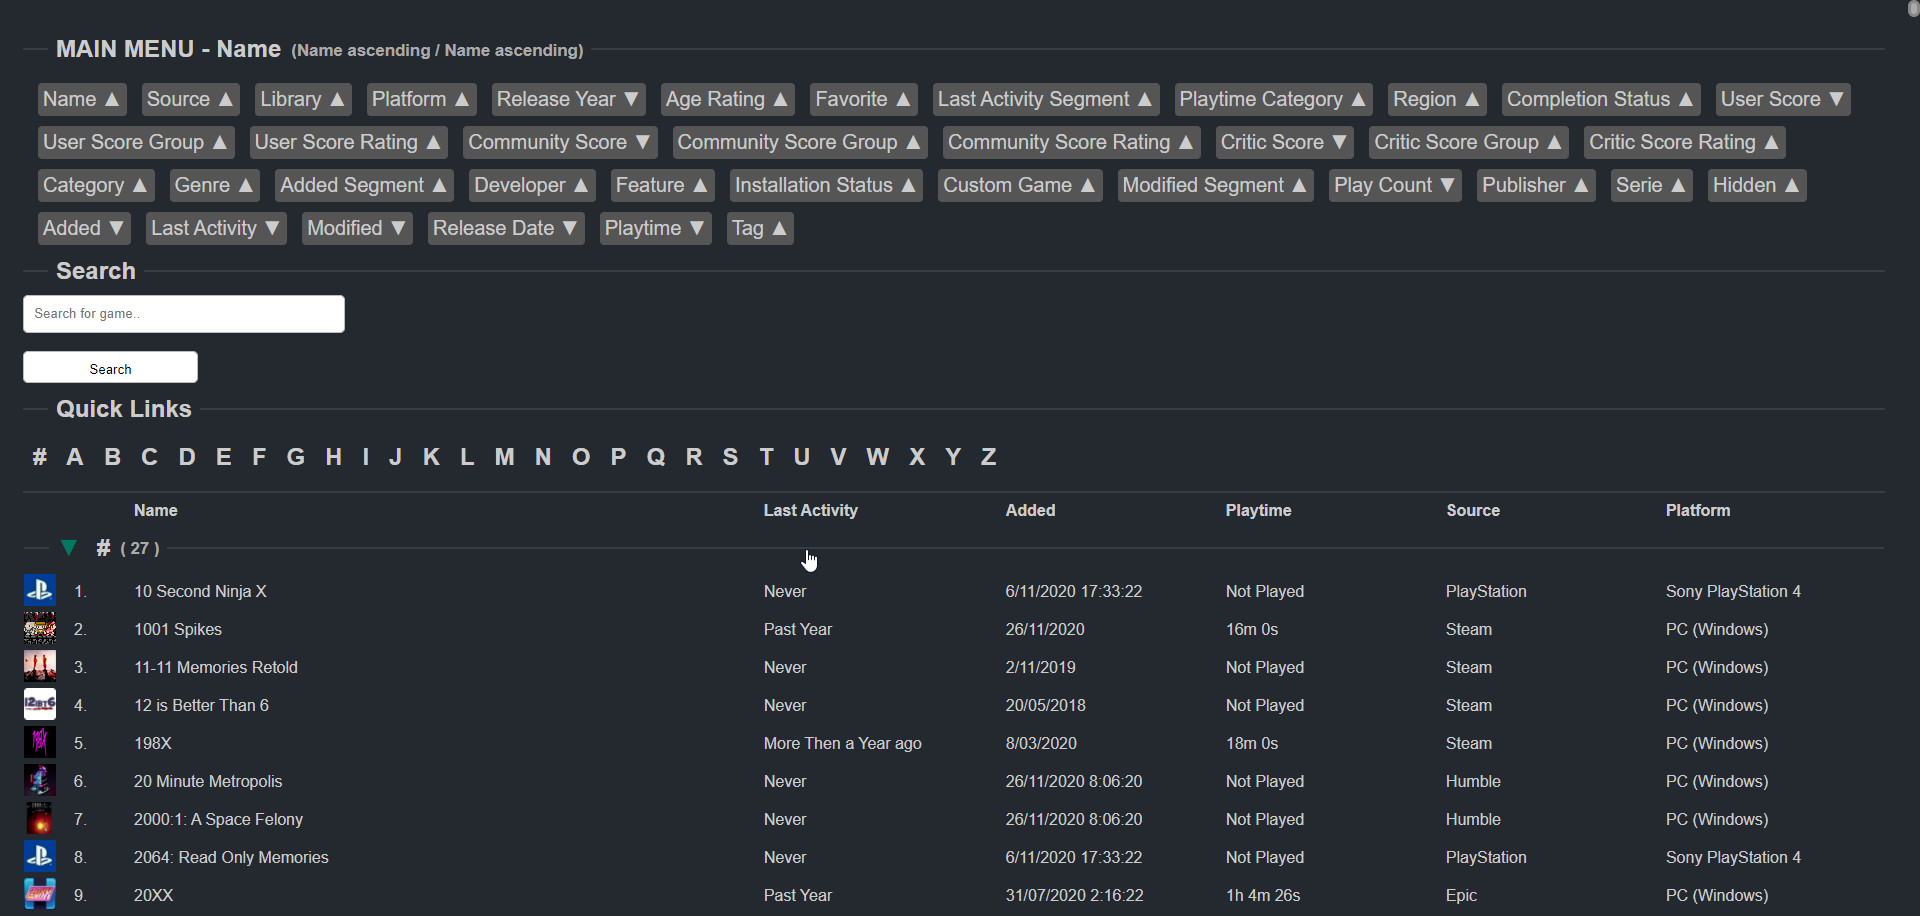 MAIN MENU - Name (Name ascending / Name ascending)
Name ▲ Source ▲ Library ▲ Platform ▲ Release Year ▼ Age Rating ▲ Favorite ▲ Last Activity Segment ▲ Playtime Category ▲ Region ▲ Completion Status ▲ User Score ▼
User Score Group ▲ User Score Rating ▲ Community Score ▼ Community Score Group ▲ Community Score Rating ▲ Critic Score ▼ Critic Score Group ▲ Critic Score Rating ▲
Category ▲ Genre ▲ Added Segment ▲ Developer ▲ Feature ▲ Installation Status ▲ Custom Game ▲ Modified Segment ▲ Play Count ▼ Publisher ▲ Serie ▲ Hidden ▲
Added ▼ Last Activity ▼ Modified ▼ Release Date ▼ Playtime ▼ Tag ▲
Search
Search for game..
Search
Quick Links
# A B C D E F G H I J K L M N O P Q R S T U V W X Y Z
Name Last Activity Added Playtime Source Platform
▼ # ( 27 )
1. 10 Second Ninja X Never 6/11/2020 17:33:22 Not Played PlayStation Sony PlayStation 4
2. 1001 Spikes Past Year 26/11/2020 16m 0s Steam PC (Windows)
3. 11-11 Memories Retold Never 2/11/2019 Not Played Steam PC (Windows)
12IBT6 4. 12 is Better Than 6 Never 20/05/2018 Not Played Steam PC (Windows)
5. 198X More Then a Year ago 8/03/2020 18m 0s Steam PC (Windows)
6. 20 Minute Metropolis Never 26/11/2020 8:06:20 Not Played Humble PC (Windows)
7. 2000:1: A Space Felony Never 26/11/2020 8:06:20 Not Played Humble PC (Windows)
8. 2064: Read Only Memories Never 6/11/2020 17:33:22 Not Played PlayStation Sony PlayStation 4
9. 20XX Past Year 31/07/2020 2:16:22 1h 4m 26s Epic PC (Windows)